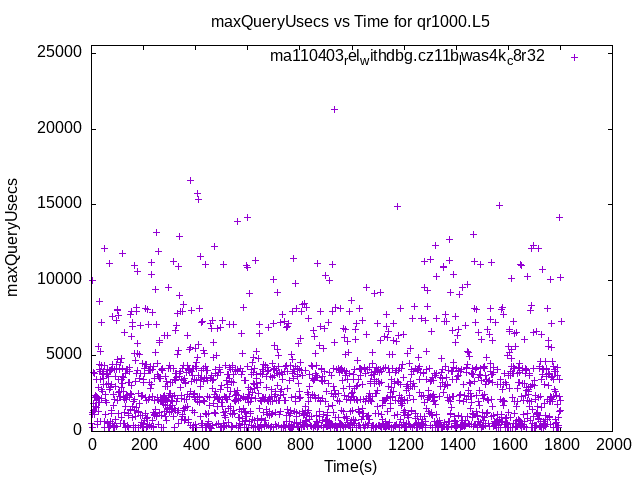 maxQueryUsecs vs Time for qr1000.L5
ma110403relwithdbg.cz11blwas4kc8r32
maxQueryUsecs
25000
20000
15000
10000
5000
0
0 200 400 600 800 1000 1200 1400 1600 1800 2000
Time(s)